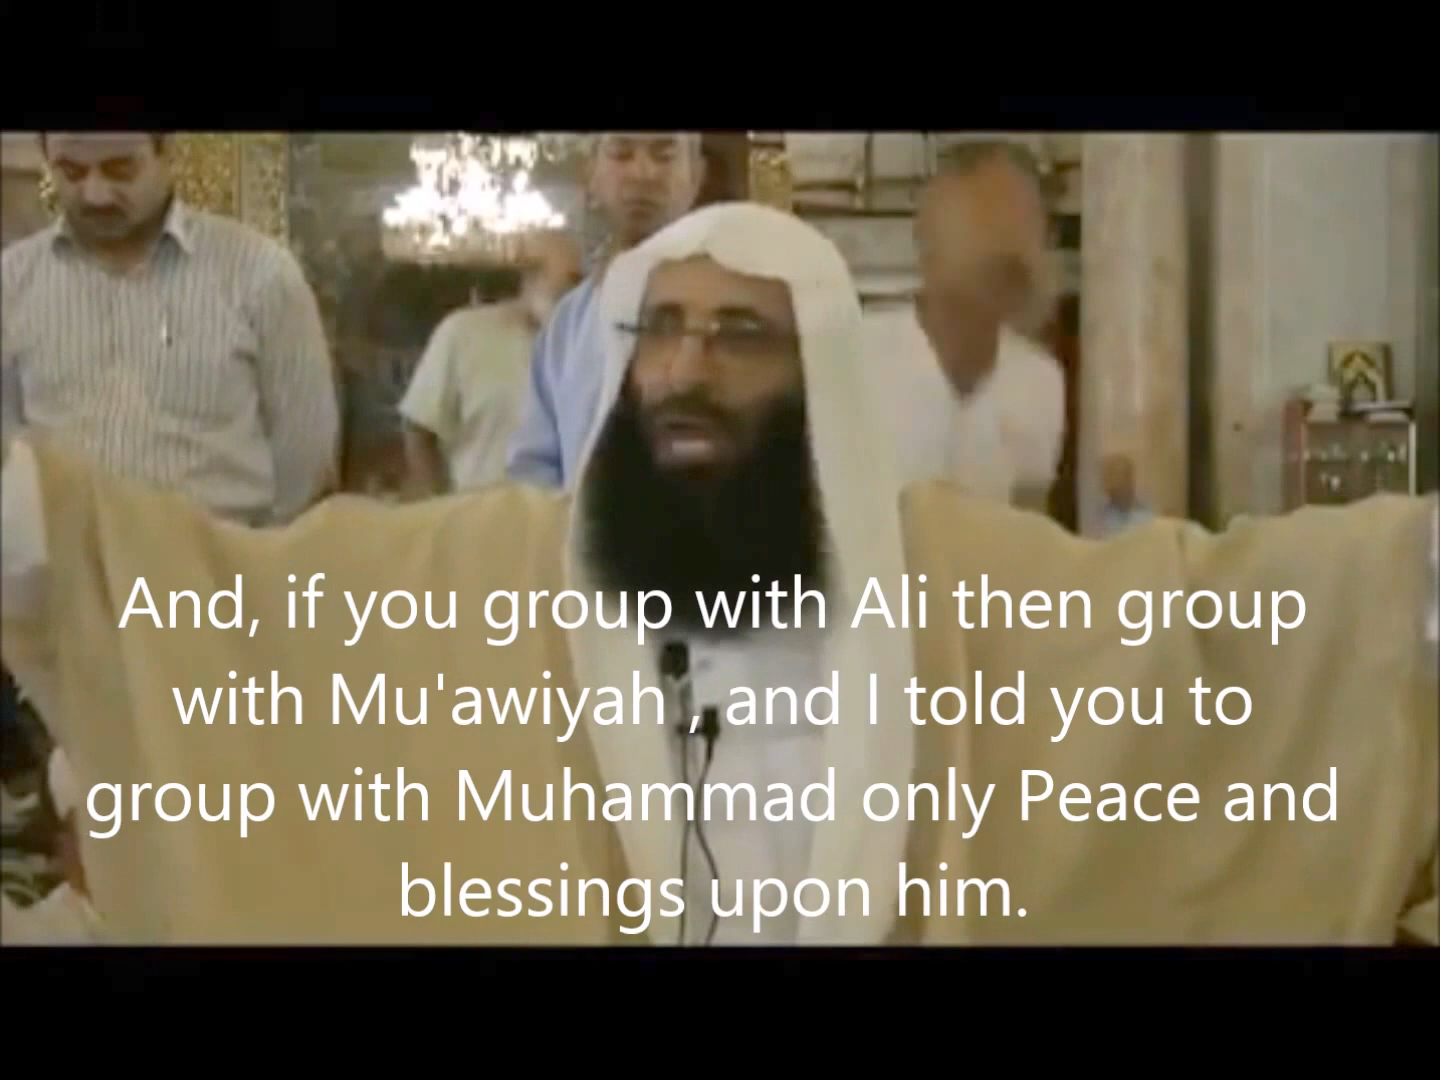 And, if you group with Ali then group
with Mu'awiyah , and I told you to
group with Muhammad only Peace and
blessings upon him.